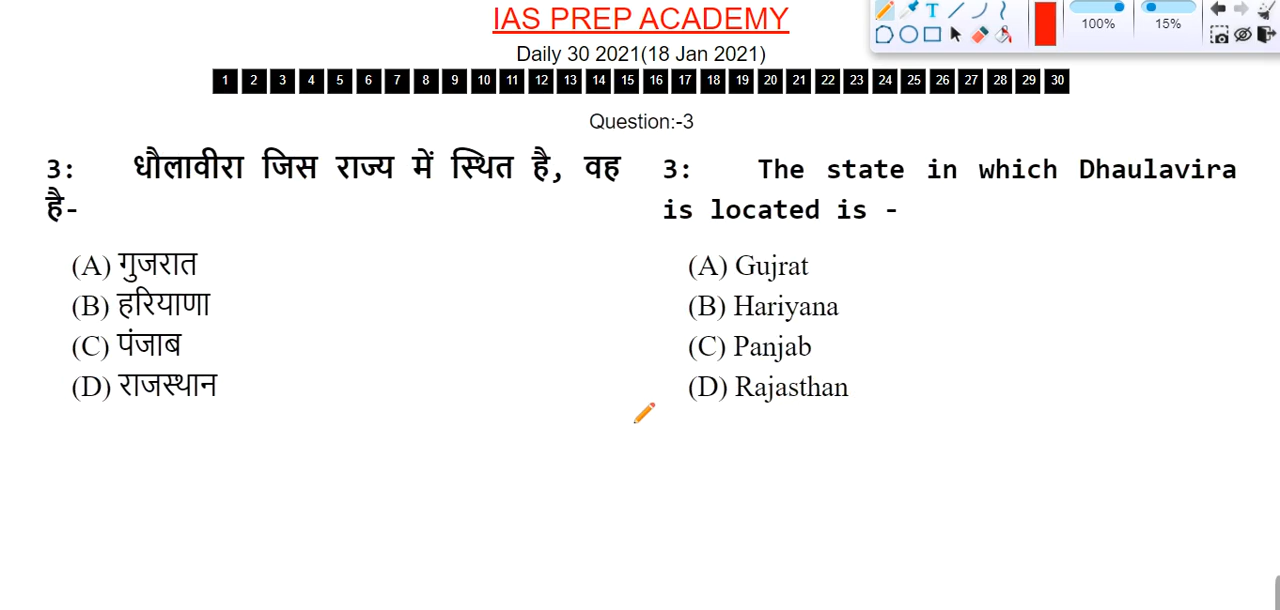 IAS PREP ACADEMY
Daily 30 2021(18 Jan 2021)
1 2 3 4 5 6 7 8 9 10 11 12 13 14 15 16 17 18 19 20 21 22 23 24 25 26 27 28 29 30
Question:-3
3: धौलावीरा जिस राज्य में स्थित है, वह
है-
(A) गुजरात
(B) हरियाणा
(C) पंजाब
(D) राजस्थान
3: The state in which Dhaulavira
is located is -
(A) Gujrat
(B) Hariyana
(C) Panjab
(D) Rajasthan
T
100%
15%